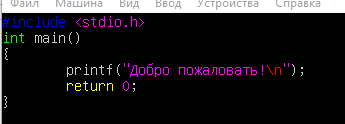 Файл Машина Вид Ввод Устройства Справка
#include <stdio.h>
int main()
{
        printf("Добро пожаловать!\n");
        return 0;
}